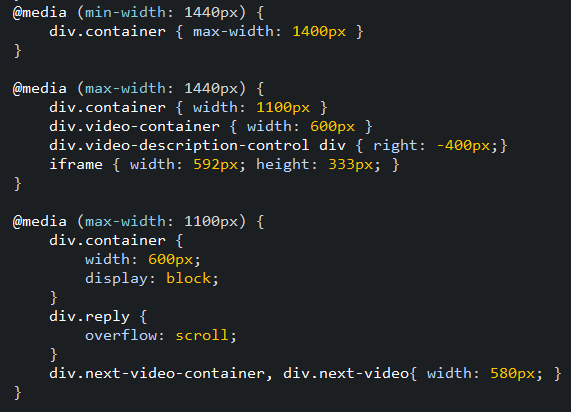 @media (min-width: 1440px) {
    div.container { max-width: 1400px }
}

@media (max-width: 1440px) {
    div.container { width: 1100px }
    div.video-container { width: 600px }
    div.video-description-control div { right: -400px;}
    iframe { width: 592px; height: 333px; }
}

@media (max-width: 1100px) {
    div.container {
        width: 600px;
        display: block;
    }
    div.reply {
        overflow: scroll;
    }
    div.next-video-container, div.next-video{ width: 580px; }
}